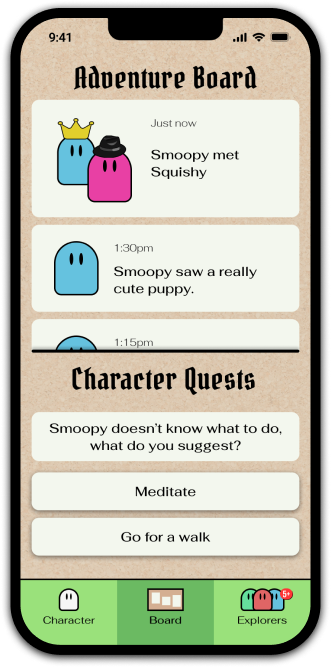 9:41
Adventure Board
Just now
Smoopy met
Squishy
1:30pm
Smoopy saw a really
cute puppy.
1:15pm
Character Quests
Smoopy doesn't know what to do,
what do you suggest?
Meditate
Go for a walk
5+
Character
Board
Explorers